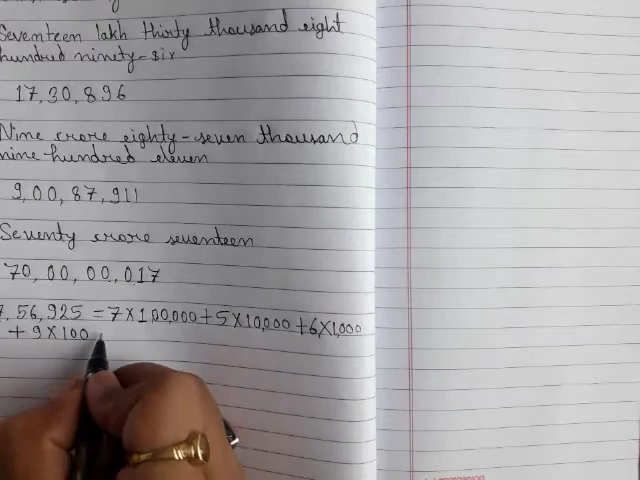 Seventeen lakh thirty thousand eight
hundred ninety-six
17,30,896
Nine crore eighty-seven thousand
nine hundred eleven
9,00,87,911
Seventy crore seventeen
70,00,00,017
7,56,925 = 7×100,000+5×10,000+6×1,000
+ 9×100